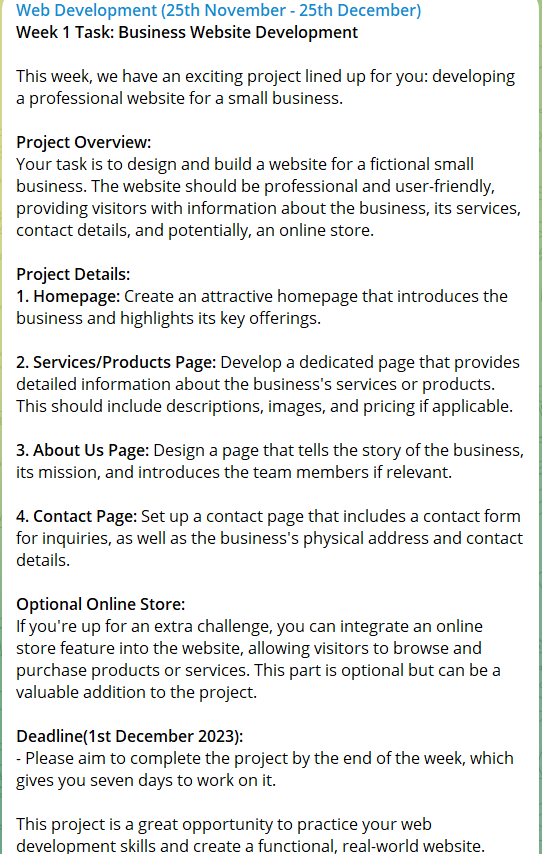 Web Development (25th November - 25th December)
Week 1 Task: Business Website Development
This week, we have an exciting project lined up for you: developing
a professional website for a small business.
Project Overview:
Your task is to design and build a website for a fictional small
business. The website should be professional and user-friendly,
providing visitors with information about the business, its services,
contact details, and potentially, an online store.
Project Details:
1. Homepage: Create an attractive homepage that introduces the
business and highlights its key offerings.
2. Services/Products Page: Develop a dedicated page that provides
detailed information about the business's services or products.
This should include descriptions, images, and pricing if applicable.
3. About Us Page: Design a page that tells the story of the business,
its mission, and introduces the team members if relevant.
4. Contact Page: Set up a contact page that includes a contact form
for inquiries, as well as the business's physical address and contact
details.
Optional Online Store:
If you're up for an extra challenge, you can integrate an online
store feature into the website, allowing visitors to browse and
purchase products or services. This part is optional but can be a
valuable addition to the project.
Deadline(1st December 2023):
- Please aim to complete the project by the end of the week, which
gives you seven days to work on it.
This project is a great opportunity to practice your web
development skills and create a functional, real-world website.